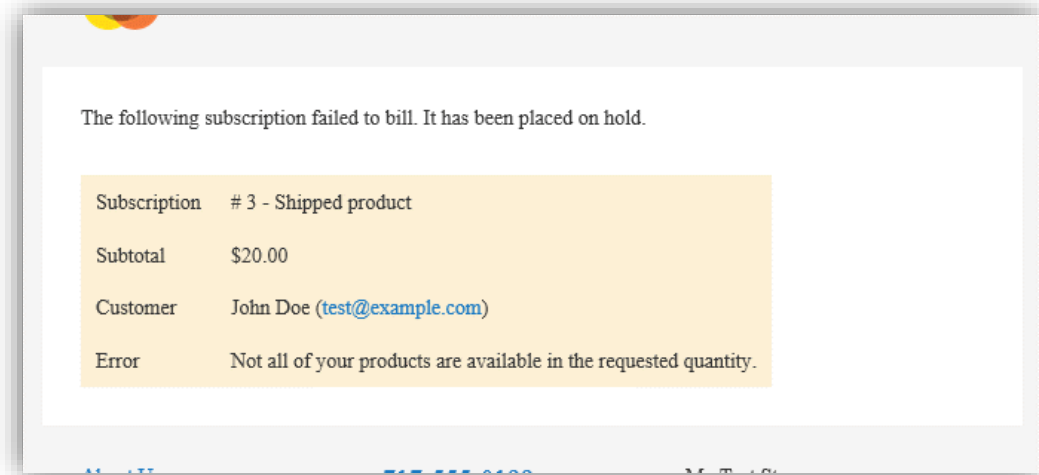 The following subscription failed to bill. It has been placed on hold.
Subscription # 3 - Shipped product
Subtotal $20.00
Customer John Doe (test@example.com)
Error Not all of your products are available in the requested quantity.